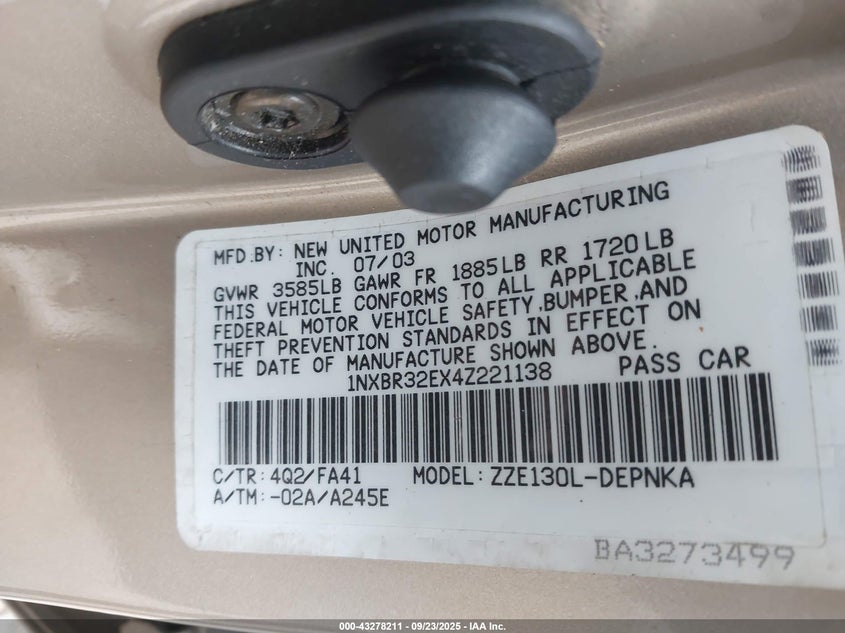 MFD.BY: NEW UNITED MOTOR MANUFACTURING
INC. 07/03
GVWR 3585LB GAWR FR 1885LB RR 1720LB
THIS VEHICLE CONFORMS TO ALL APPLICABLE
FEDERAL MOTOR VEHICLE SAFETY,BUMPER,AND
THEFT PREVENTION STANDARDS IN EFFECT ON
THE DATE OF MANUFACTURE SHOWN ABOVE.
1NXBR32EX4Z221138 PASS CAR
C/TR: 4Q2/FA41 MODEL: ZZE130L-DEPNKA
A/TM: -02A/A245E
BA3273499
000-43278211 - 09/23/2025 - IAA Inc.